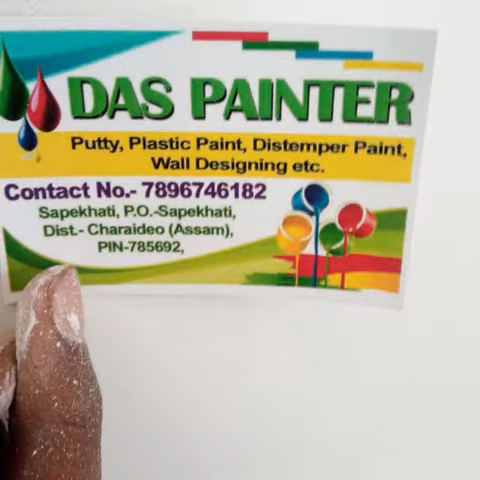 DAS PAINTER
Putty, Plastic Paint, Distemper Paint,
Wall Designing etc.
Contact No.- 7896746182
Sapekhati, P.O.-Sapekhati,
Dist.- Charaideo (Assam),
PIN-785692,